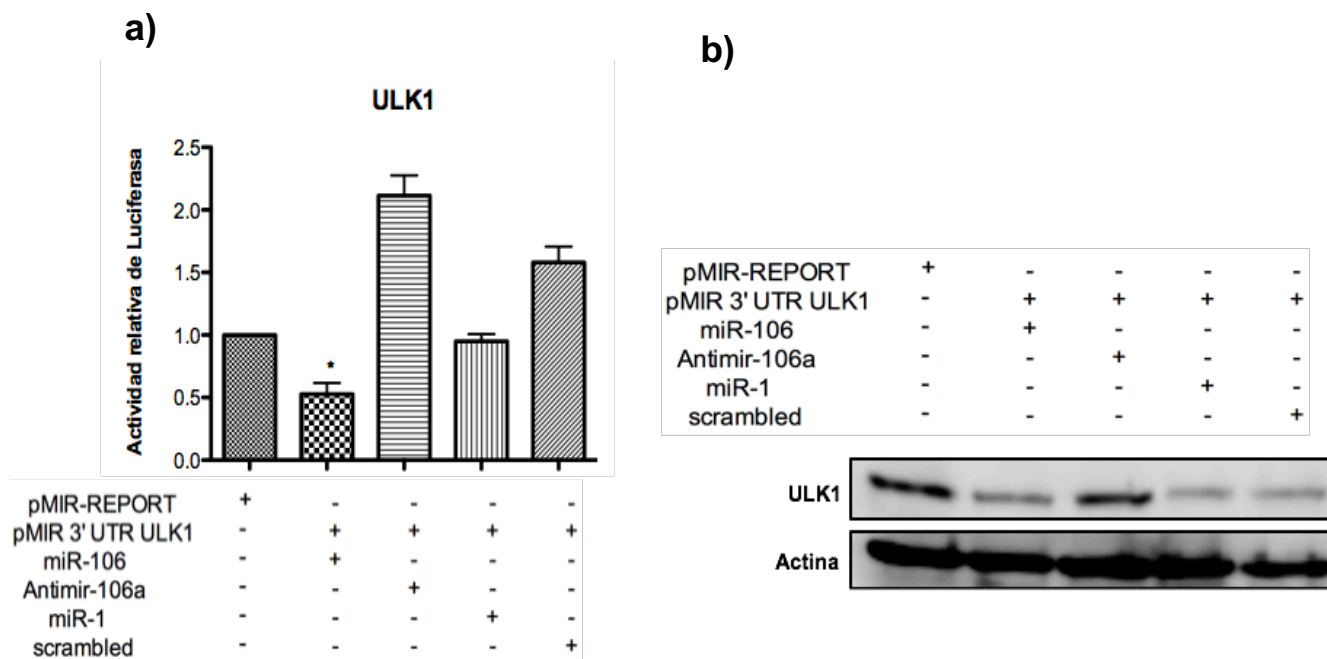 a)
ULK1
Actividad relativa de Luciferasa
2.5
2.0
1.5
1.0
0.5
0.0
*
pMIR-REPORT + - - - -
pMIR 3' UTR ULK1 - + + + +
miR-106 - + - - -
Antimir-106a - - + - -
miR-1 - - - + -
scrambled - - - - +
b)
pMIR-REPORT + - - - -
pMIR 3' UTR ULK1 - + + + +
miR-106 - + - - -
Antimir-106a - - + - -
miR-1 - - - + -
scrambled - - - - +
ULK1
Actina